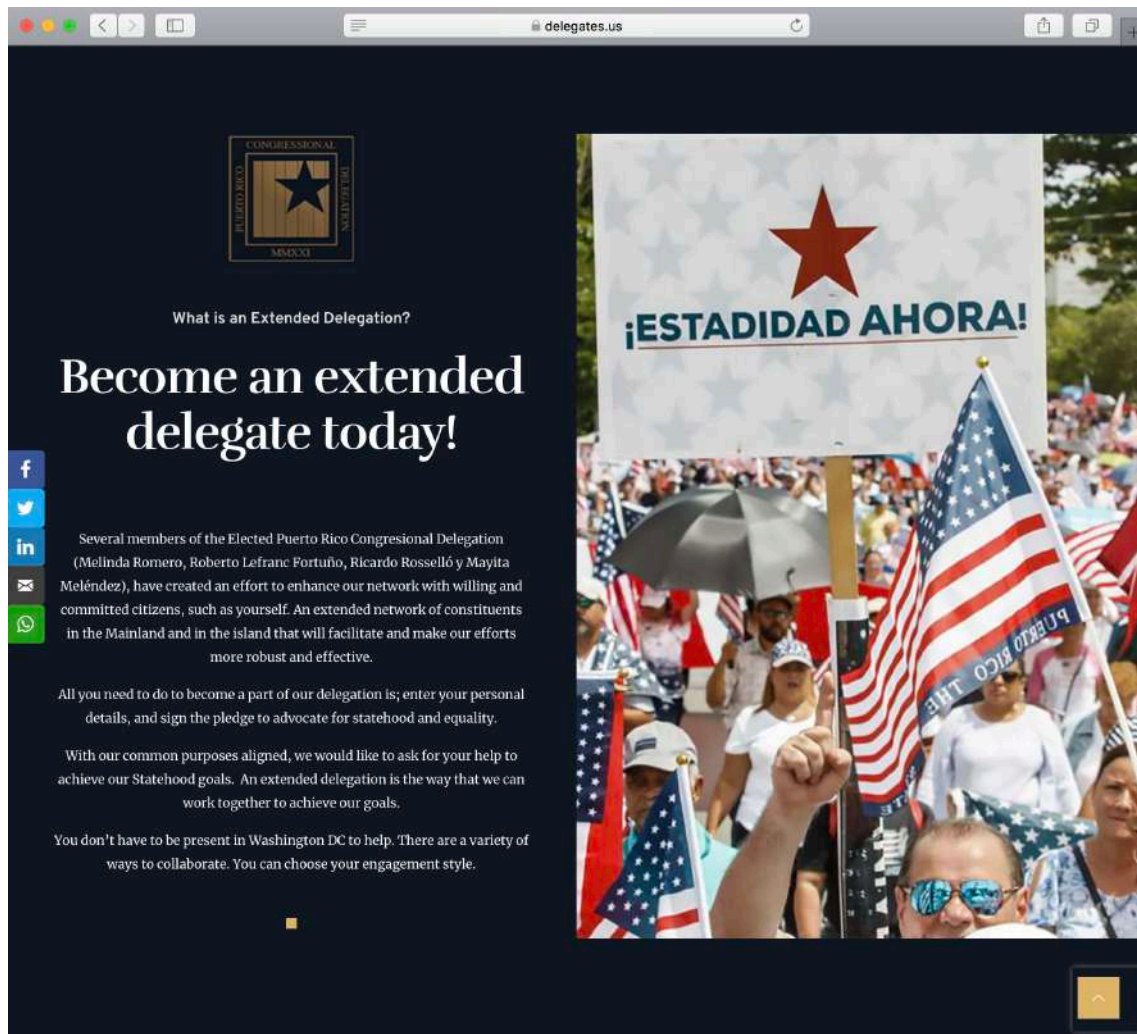 delegates.us
CONGRESSIONAL
PUERTO RICO
DELEGATION
MMXXI
What is an Extended Delegation?
Become an extended
delegate today!
Several members of the Elected Puerto Rico Congresional Delegation
(Melinda Romero, Roberto Lefranc Fortuño, Ricardo Rosselló y Mayita
Meléndez), have created an effort to enhance our network with willing and
committed citizens, such as yourself. An extended network of constituents
in the Mainland and in the island that will facilitate and make our efforts
more robust and effective.
All you need to do to become a part of our delegation is; enter your personal
details, and sign the pledge to advocate for statehood and equality.
With our common purposes aligned, we would like to ask for your help to
achieve our Statehood goals. An extended delegation is the way that we can
work together to achieve our goals.
You don't have to be present in Washington DC to help. There are a variety of
ways to collaborate. You can choose your engagement style.
¡ESTADIDAD AHORA!
PUERTO RICO THE